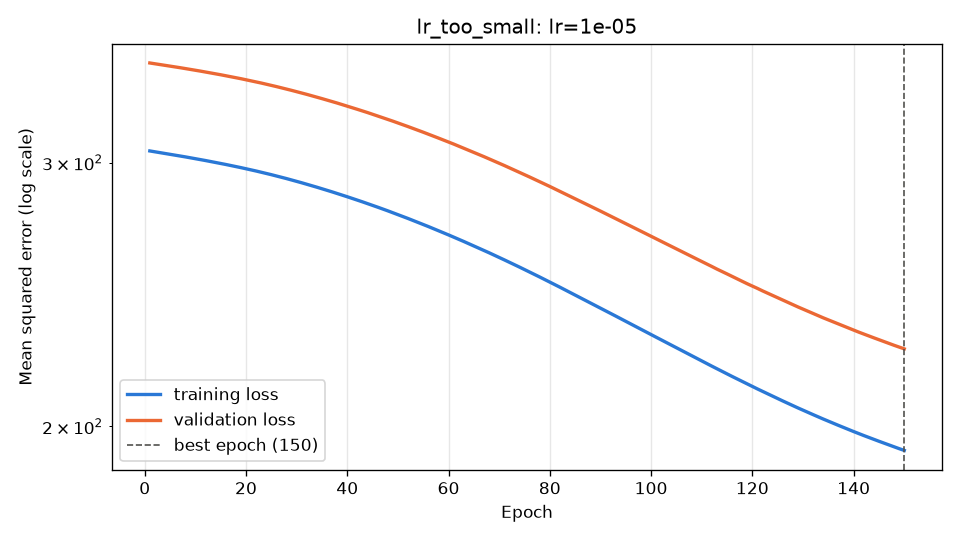 lr_too_small: lr=1e-05
Mean squared error (log scale)
3 × 10²
2 × 10²
training loss
validation loss
best epoch (150)
0 20 40 60 80 100 120 140
Epoch